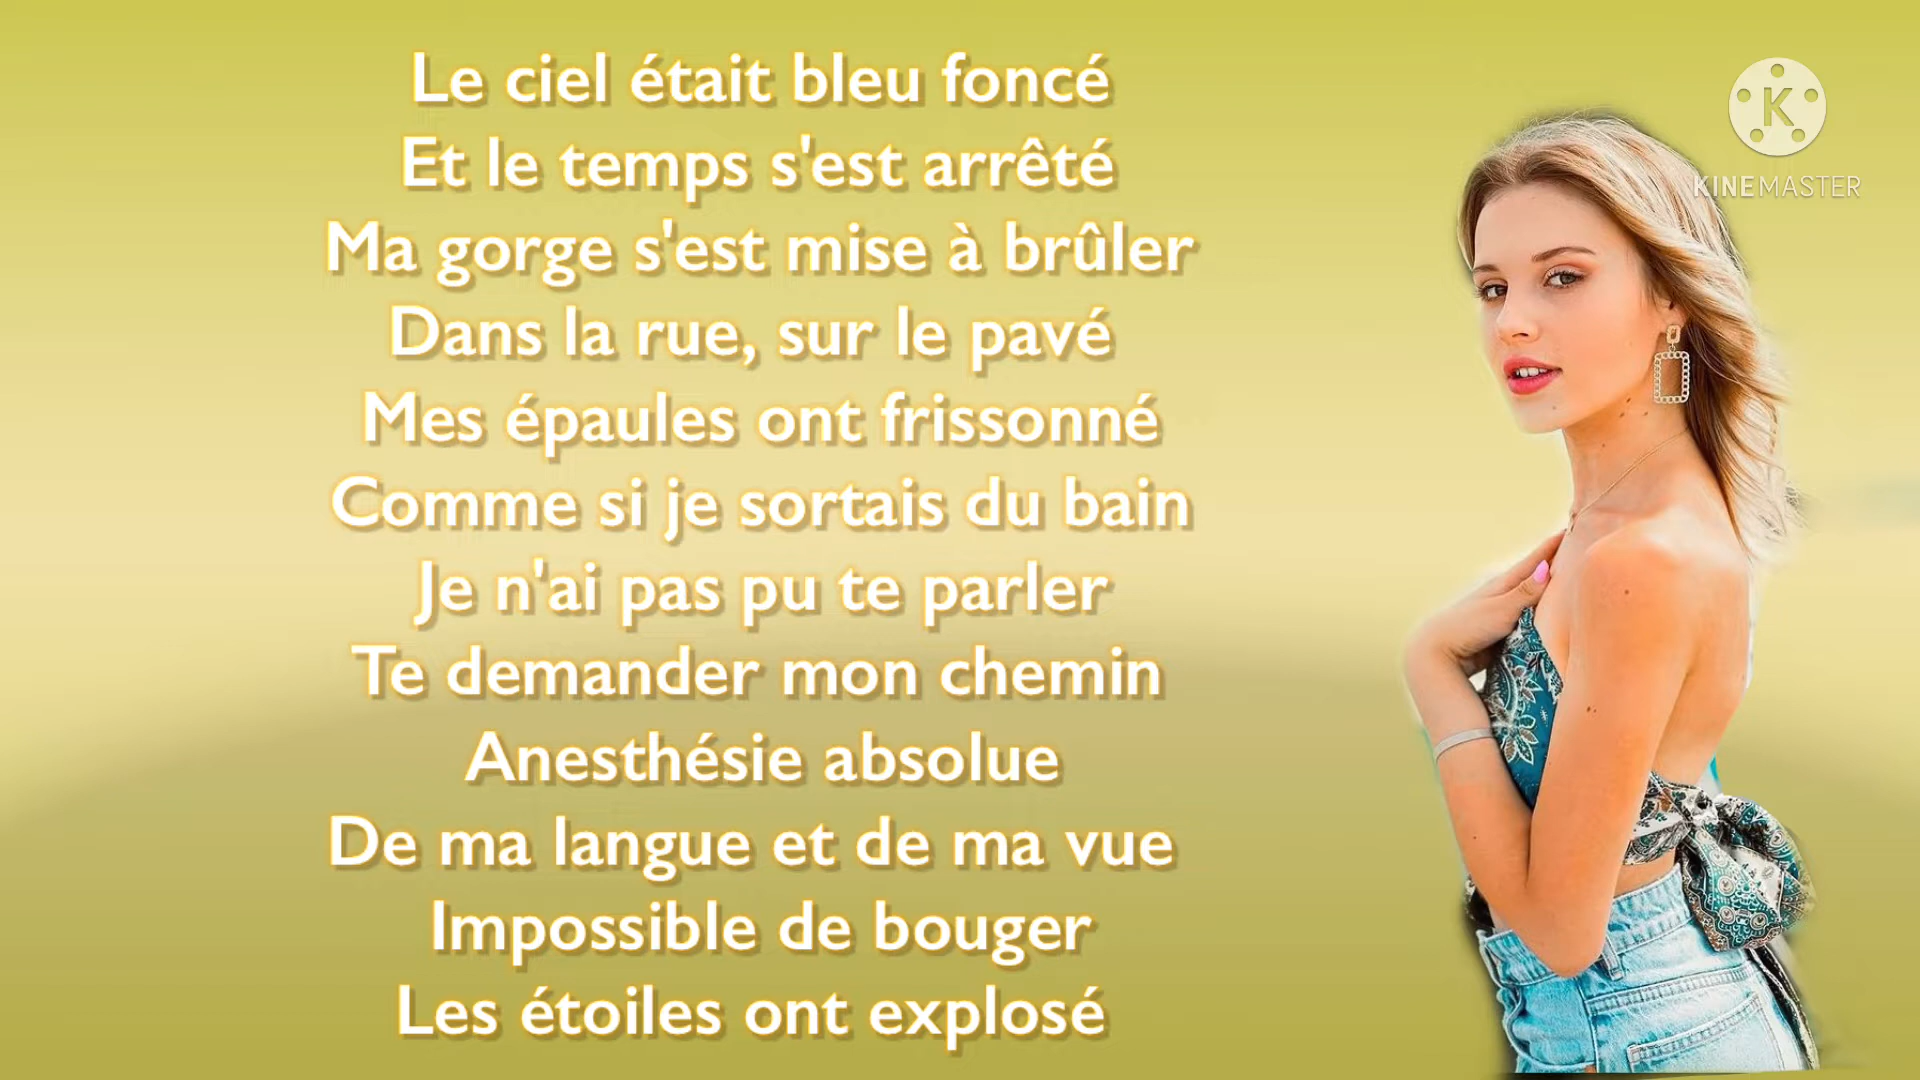 Le ciel était bleu foncé
Et le temps s'est arrêté
Ma gorge s'est mise à brûler
Dans la rue, sur le pavé
Mes épaules ont frissonné
Comme si je sortais du bain
Je n'ai pas pu te parler
Te demander mon chemin
Anesthésie absolue
De ma langue et de ma vue
Impossible de bouger
Les étoiles ont explosé
K
KINEMASTER